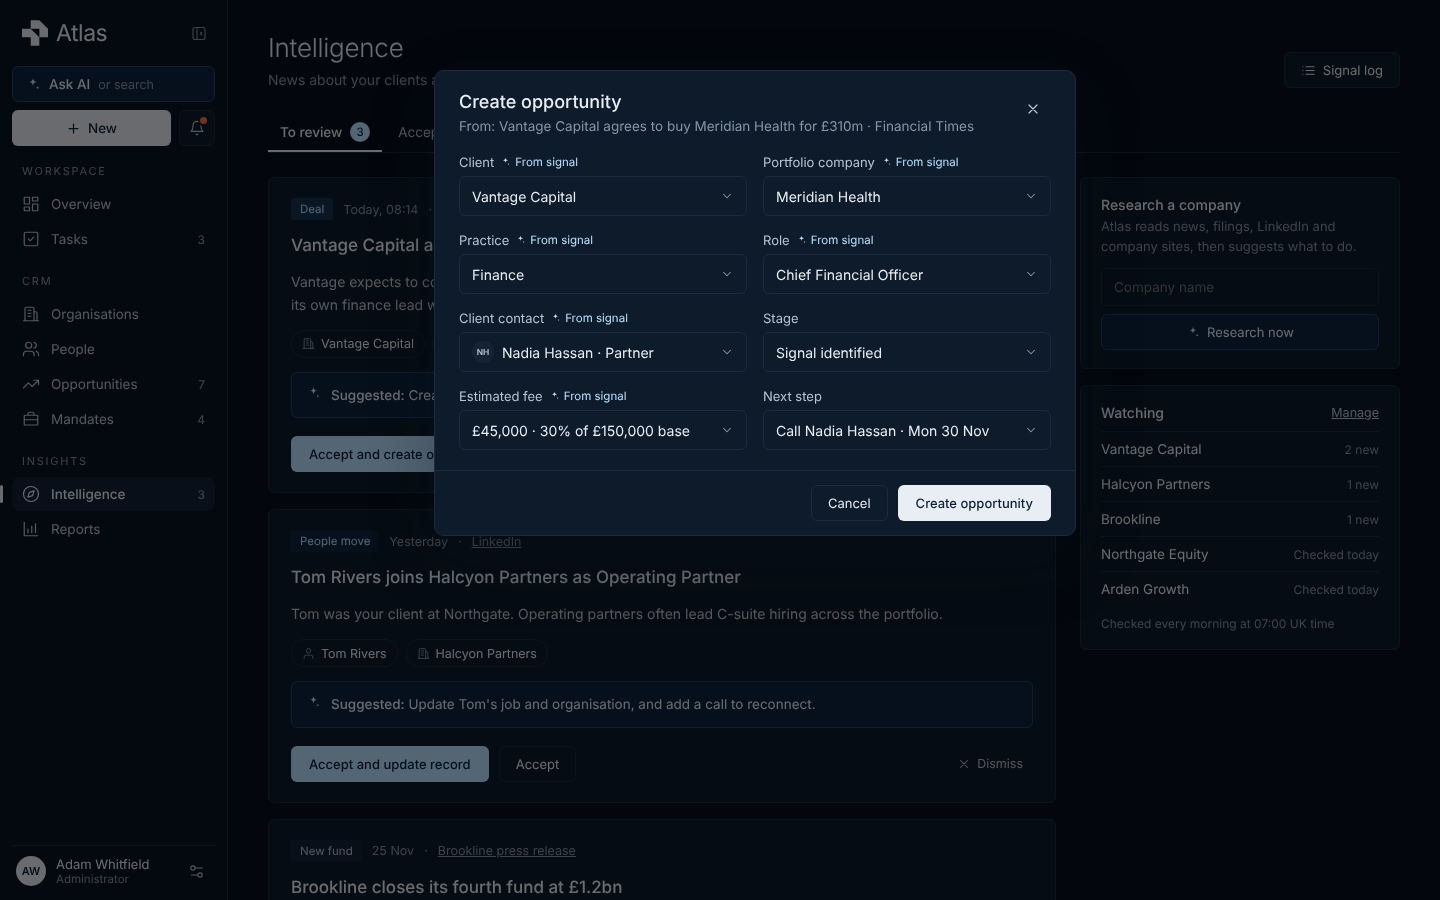 Atlas
Ask AI or search
New
WORKSPACE
Overview
Tasks 3
CRM
Organisations
People
Opportunities 7
Mandates 4
INSIGHTS
Intelligence 3
Reports
AW
Adam Whitfield
Administrator
Intelligence
News about your clients
Signal log
To review 3
Deal Today, 08:14 ·
Vantage Capital
Vantage expects to
its own finance lead
Vantage Capital
Suggested:
Accept and create
Create opportunity
From: Vantage Capital agrees to buy Meridian Health for £310m · Financial Times
Client From signal
Vantage Capital
Portfolio company From signal
Meridian Health
Practice From signal
Finance
Role From signal
Chief Financial Officer
Client contact From signal
NH Nadia Hassan · Partner
Stage
Signal identified
Estimated fee From signal
£45,000 · 30% of £150,000 base
Next step
Call Nadia Hassan · Mon 30 Nov
Cancel
Create opportunity
People move Yesterday · LinkedIn
Tom Rivers joins Halcyon Partners as Operating Partner
Tom was your client at Northgate. Operating partners often lead C-suite hiring across the portfolio.
Tom Rivers
Halcyon Partners
Suggested: Update Tom's job and organisation, and add a call to reconnect.
Accept and update record
Accept
Dismiss
New fund 25 Nov · Brookline press release
Brookline closes its fourth fund at £1.2bn
Research a company
Atlas reads news, filings, LinkedIn and
company sites, then suggests what to do.
Company name
Research now
Watching Manage
Vantage Capital 2 new
Halcyon Partners 1 new
Brookline 1 new
Northgate Equity Checked today
Arden Growth Checked today
Checked every morning at 07:00 UK time